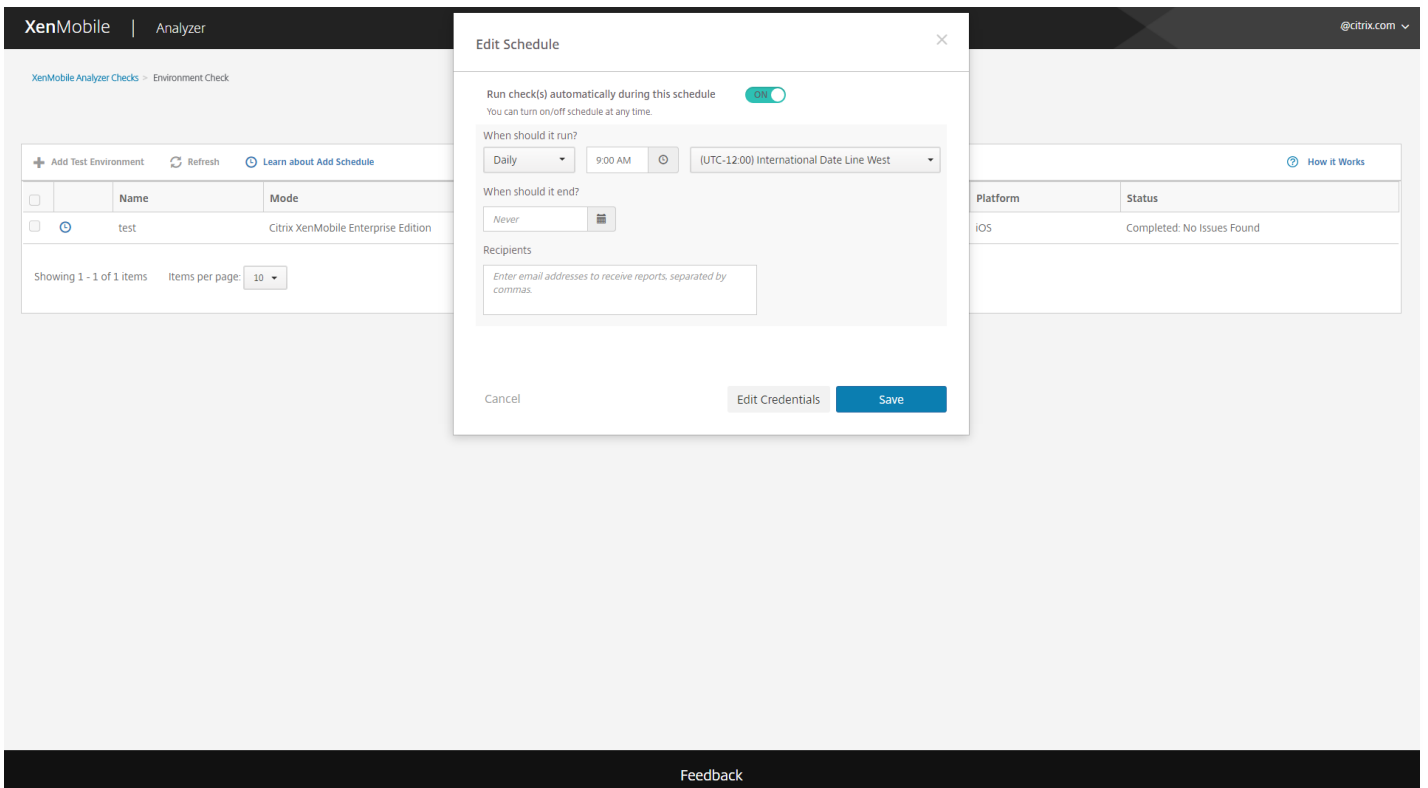 XenMobile | Analyzer
@citrix.com
XenMobile Analyzer Checks > Environment Check
Add Test Environment
Refresh
Learn about Add Schedule
How it Works
Name
Mode
Platform
Status
test
Citrix XenMobile Enterprise Edition
iOS
Completed: No Issues Found
Showing 1 - 1 of 1 items
Items per page: 10
Edit Schedule
Run check(s) automatically during this schedule
ON
You can turn on/off schedule at any time.
When should it run?
Daily
9:00 AM
(UTC-12:00) International Date Line West
When should it end?
Never
Recipients
Enter email addresses to receive reports, separated by
commas.
Cancel
Edit Credentials
Save
Feedback